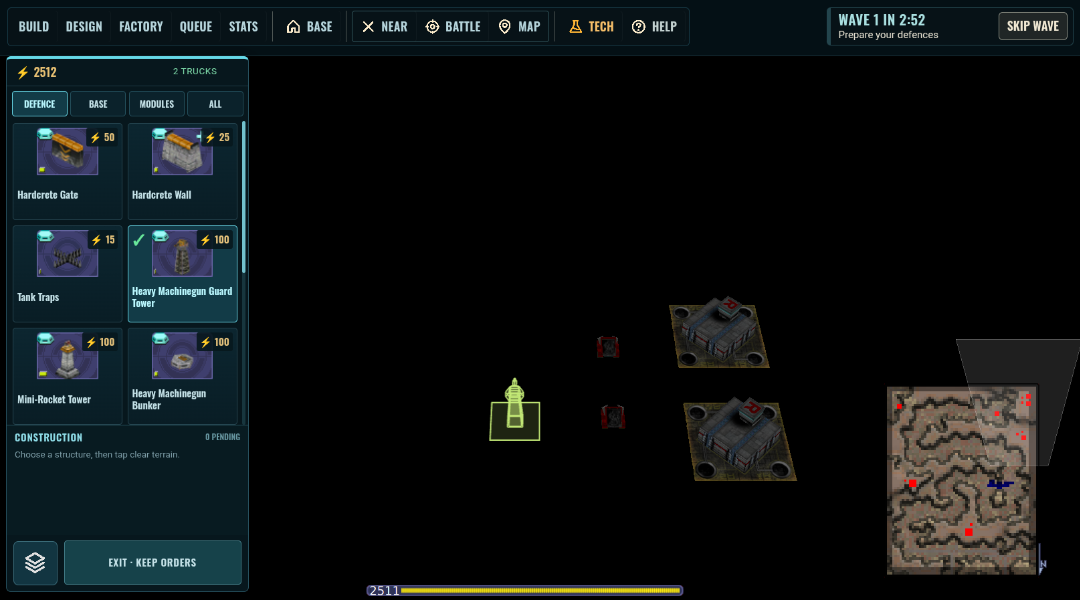 BUILD DESIGN FACTORY QUEUE STATS BASE NEAR BATTLE MAP TECH HELP
WAVE 1 IN 2:52
Prepare your defences
SKIP WAVE
2512
2 TRUCKS
DEFENCE BASE MODULES ALL
50
Hardcrete Gate
25
Hardcrete Wall
15
Tank Traps
100
Heavy Machinegun Guard
Tower
100
Mini-Rocket Tower
100
Heavy Machinegun
Bunker
CONSTRUCTION
0 PENDING
Choose a structure, then tap clear terrain.
EXIT - KEEP ORDERS
2511
N